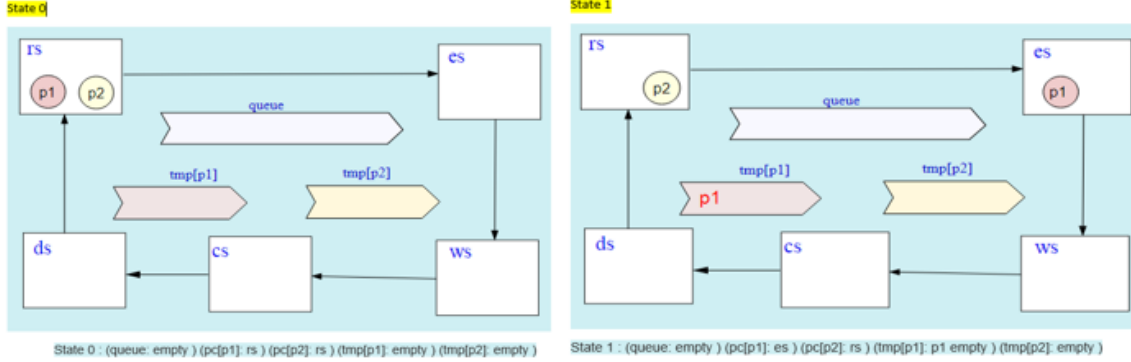 State 0
rs
p1
p2
es
queue
tmp[p1]
tmp[p2]
ds
cs
ws
State 0 : (queue: empty ) (pc[p1]: rs ) (pc[p2]: rs ) (tmp[p1]: empty ) (tmp[p2]: empty )
State 1
rs
p2
es
p1
queue
tmp[p1]
tmp[p2]
p1
ds
cs
ws
State 1 : (queue: empty ) (pc[p1]: es ) (pc[p2]: rs ) (tmp[p1]: p1 empty ) (tmp[p2]: empty )